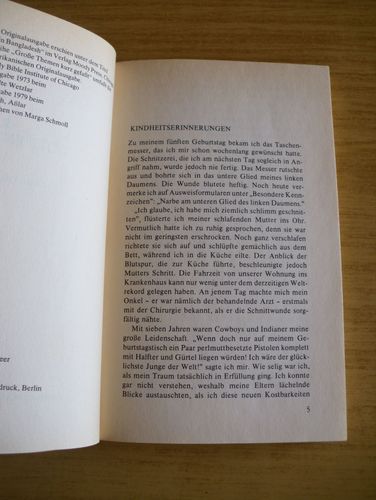 Originalausgabe erschien unter dem Titel
in Bangladesh" im Verlag Moody Press, Chicago
"Große Themen kurz gefaßt"
rikanischen Originalausgabe:
y Bible Institute of Chicago
gabe 1973 beim
te Wetzlar
abe 1979 beim
h, Aßlar
hen von Marga Schmoll
eer
druck, Berlin
KINDHEITSERINNERUNGEN
Zu meinem fünften Geburtstag bekam ich das Taschen-
messer, das ich mir schon wochenlang gewünscht hatte.
Die Schnitzerei, die ich am nächsten Tag sogleich in An-
griff nahm, wurde jedoch nie fertig. Das Messer rutschte
aus und bohrte sich in das untere Glied meines linken
Daumens. Die Wunde blutete heftig. Noch heute ver-
merke ich auf Ausweisformularen unter „Besondere Kenn-
zeichen": „Narbe am unteren Glied des linken Daumens."
„Ich glaube, ich habe mich ziemlich schlimm geschnit-
ten", flüsterte ich meiner schlafenden Mutter ins Ohr.
Vermutlich hatte ich zu ruhig gesprochen, denn sie war
nicht im geringsten erschrocken. Noch ganz verschlafen
richtete sie sich auf und schlüpfte gemächlich aus dem
Bett, während ich in die Küche eilte. Der Anblick der
Blutspur, die zur Küche führte, beschleunigte jedoch
Mutters Schritt. Die Fahrzeit von unserer Wohnung ins
Krankenhaus kann nur wenig unter dem derzeitigen Welt-
rekord gelegen haben. An jenem Tag machte mich mein
Onkel – er war nämlich der behandelnde Arzt – erstmals
mit der Chirurgie bekannt, als er die Schnittwunde sorg-
fältig nähte.
Mit sieben Jahren waren Cowboys und Indianer meine
große Leidenschaft. „Wenn doch nur auf meinem Ge-
burtstagstisch ein Paar perlmuttbesetzte Pistolen komplett
mit Halfter und Gürtel liegen würden! Ich wäre der glück-
lichste Junge der Welt!" sagte ich mir. Wie selig war ich,
als mein Traum tatsächlich in Erfüllung ging. Ich konnte
gar nicht verstehen, weshalb meine Eltern lächelnde
Blicke austauschten, als ich diese neuen Kostbarkeiten
5